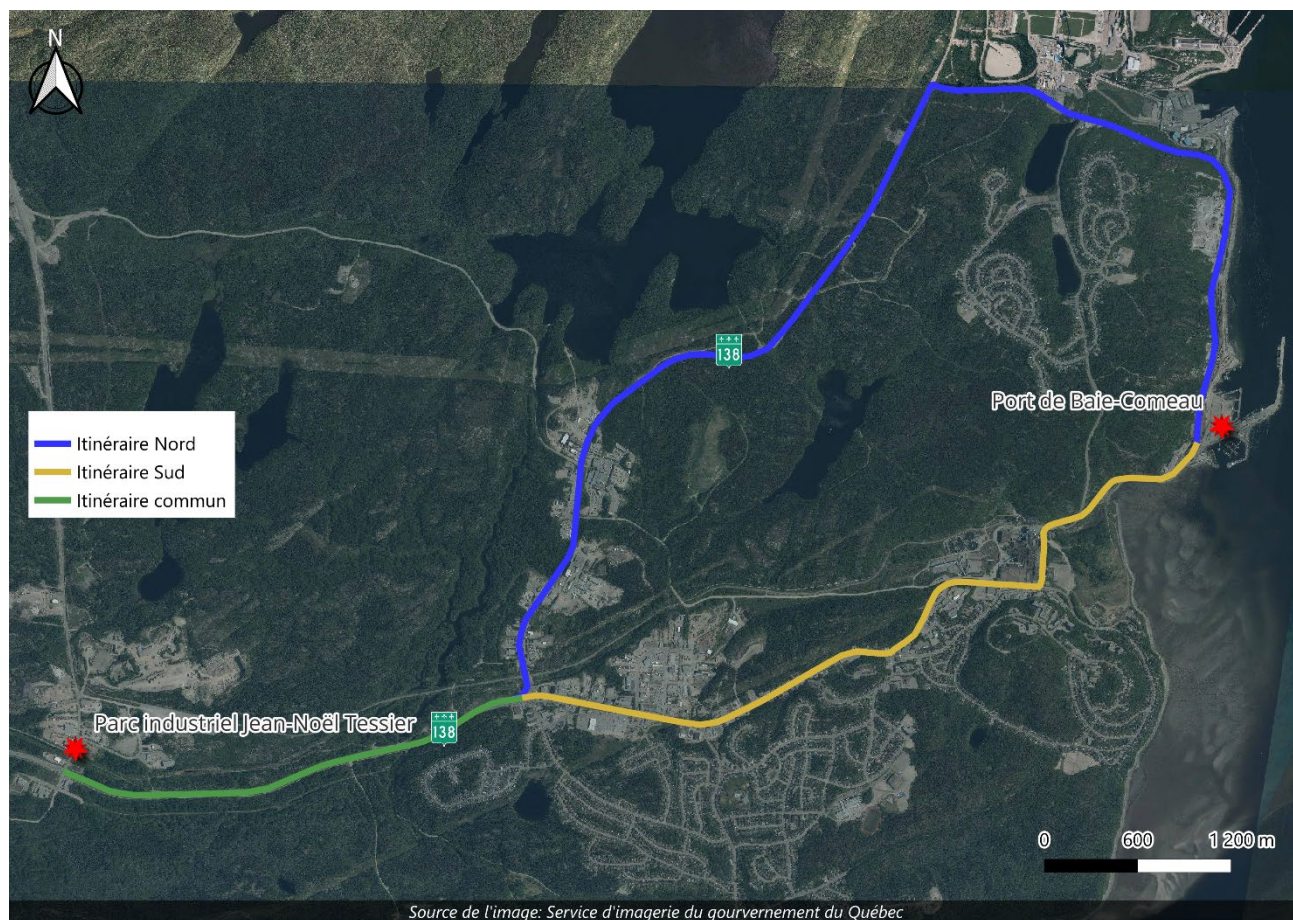 N
138
Port de Baie-Comeau
Itinéraire Nord
Itinéraire Sud
Itinéraire commun
Parc industriel Jean-Noël Tessier
138
0 600 1 200 m
Source de l'image: Service d'imagerie du gourvernement du Québec